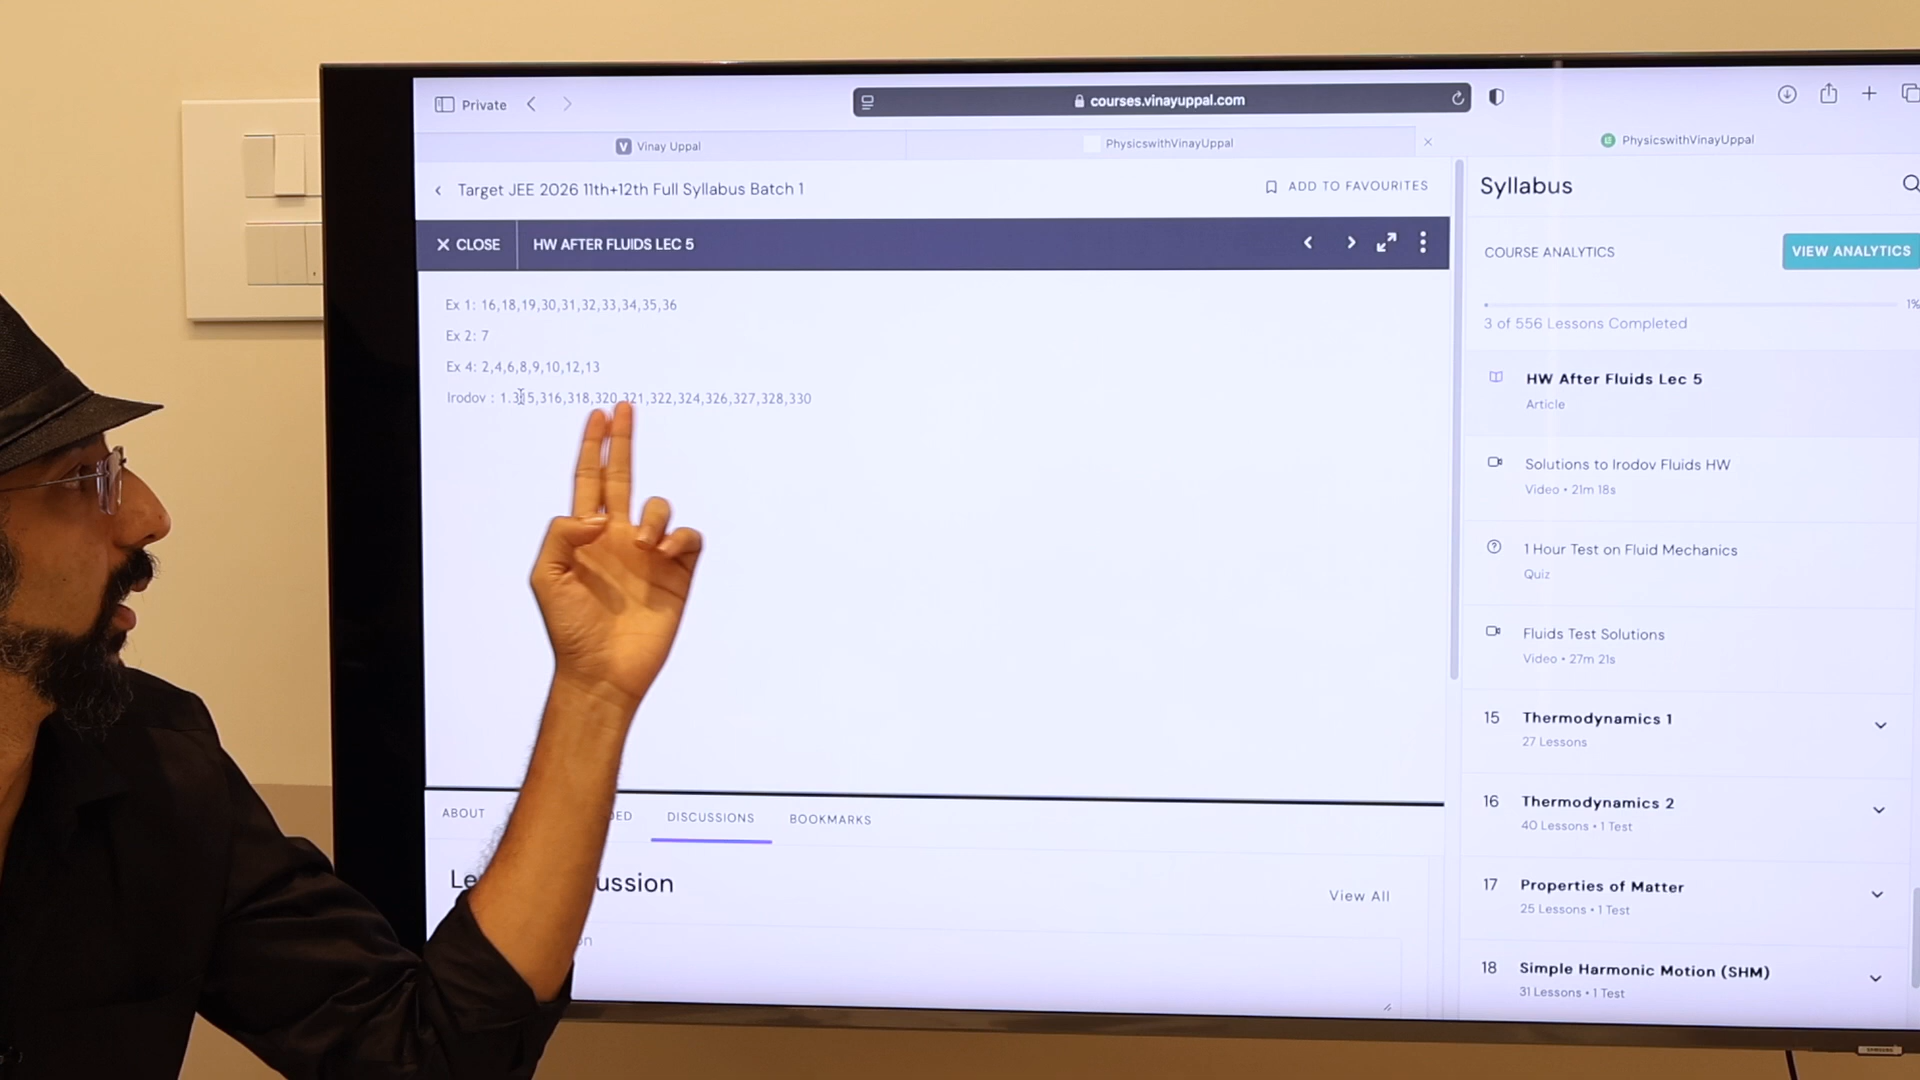 Private
courses.vinayuppal.com
V Vinay Uppal
PhysicswithVinayUppal
PhysicswithVinayUppal
Target JEE 2026 11th+12th Full Syllabus Batch 1
ADD TO FAVOURITES
CLOSE
HW AFTER FLUIDS LEC 5
Ex 1: 16,18,19,30,31,32,33,34,35,36
Ex 2: 7
Ex 4: 2,4,6,8,9,10,12,13
Irodov : 1.315,316,318,320,321,322,324,326,327,328,330
ABOUT
DISCUSSIONS
BOOKMARKS
View All
Syllabus
COURSE ANALYTICS
VIEW ANALYTICS
1%
3 of 556 Lessons Completed
HW After Fluids Lec 5
Article
Solutions to Irodov Fluids HW
Video • 21m 18s
1 Hour Test on Fluid Mechanics
Quiz
Fluids Test Solutions
Video • 27m 21s
15 Thermodynamics 1
27 Lessons
16 Thermodynamics 2
40 Lessons • 1 Test
17 Properties of Matter
25 Lessons • 1 Test
18 Simple Harmonic Motion (SHM)
31 Lessons • 1 Test
SAMSUNG